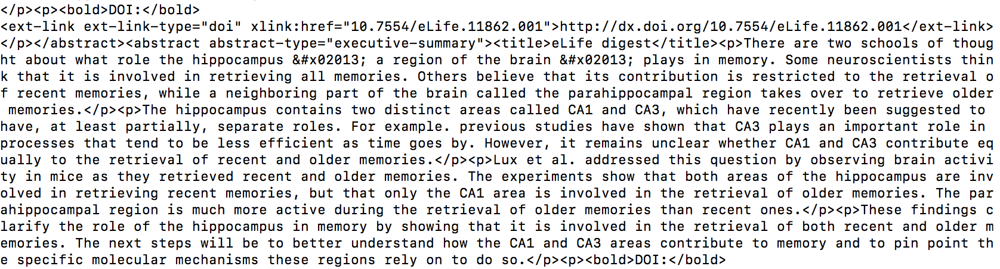 </p><p><bold>DOI:</bold>
<ext-link ext-link-type="doi" xlink:href="10.7554/eLife.11862.001">http://dx.doi.org/10.7554/eLife.11862.001</ext-link>
</p></abstract><abstract abstract-type="executive-summary"><title>eLife digest</title><p>There are two schools of thoug
ht about what role the hippocampus &#x02013; a region of the brain &#x02013; plays in memory. Some neuroscientists thin
k that it is involved in retrieving all memories. Others believe that its contribution is restricted to the retrieval o
f recent memories, while a neighboring part of the brain called the parahippocampal region takes over to retrieve older
 memories.</p><p>The hippocampus contains two distinct areas called CA1 and CA3, which have recently been suggested to
have, at least partially, separate roles. For example. previous studies have shown that CA3 plays an important role in
processes that tend to be less efficient as time goes by. However, it remains unclear whether CA1 and CA3 contribute eq
ually to the retrieval of recent and older memories.</p><p>Lux et al. addressed this question by observing brain activi
ty in mice as they retrieved recent and older memories. The experiments show that both areas of the hippocampus are inv
olved in retrieving recent memories, but that only the CA1 area is involved in the retrieval of older memories. The par
ahippocampal region is much more active during the retrieval of older memories than recent ones.</p><p>These findings c
larify the role of the hippocampus in memory by showing that it is involved in the retrieval of both recent and older m
emories. The next steps will be to better understand how the CA1 and CA3 areas contribute to memory and to pin point th
e specific molecular mechanisms these regions rely on to do so.</p><p><bold>DOI:</bold>